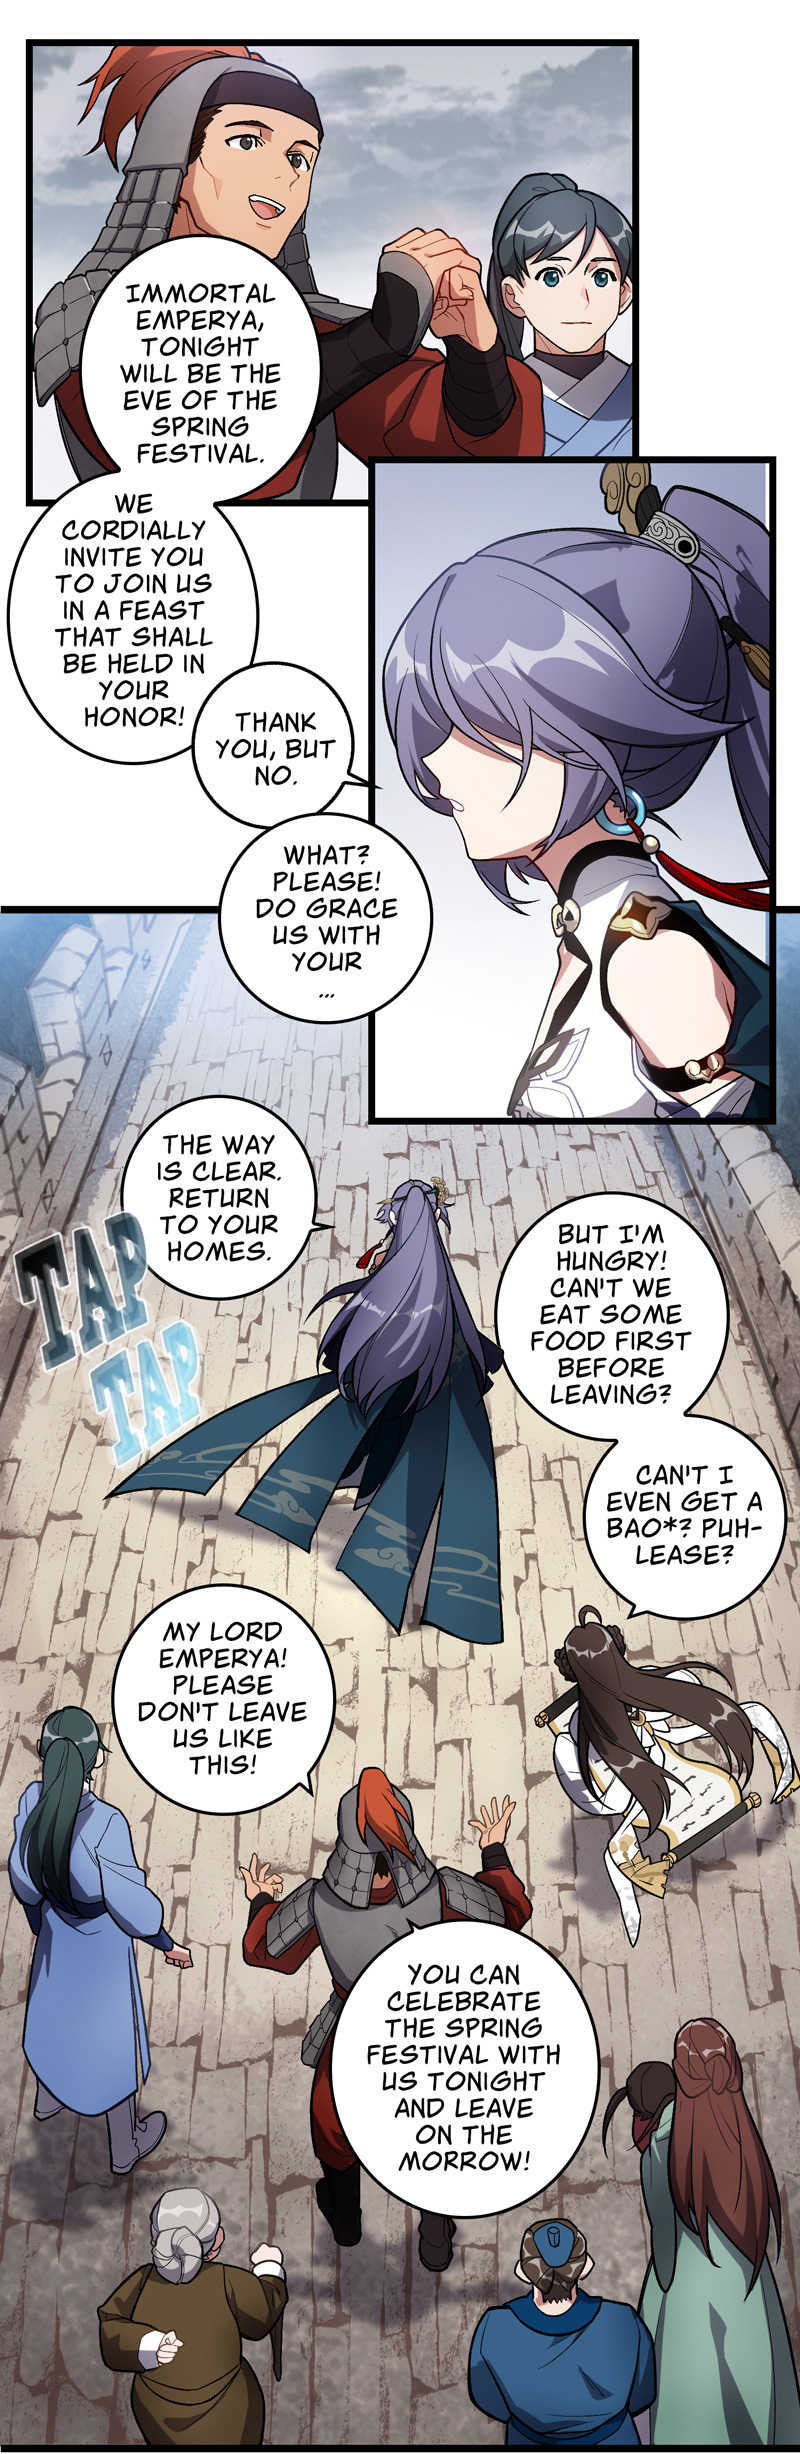 IMMORTAL
EMPERYA,
TONIGHT
WILL BE THE
EVE OF THE
SPRING
FESTIVAL.
WE
CORDIALLY
INVITE YOU
TO JOIN US
IN A FEAST
THAT SHALL
BE HELD IN
YOUR
HONOR!
THANK
YOU, BUT
NO.
WHAT?
PLEASE!
DO GRACE
US WITH
YOUR
...
THE WAY
IS CLEAR.
RETURN
TO YOUR
HOMES.
TAP
TAP
BUT I'M
HUNGRY!
CAN'T WE
EAT SOME
FOOD FIRST
BEFORE
LEAVING?
CAN'T I
EVEN GET A
BAO*? PUH-
LEASE?
MY LORD
EMPERYA!
PLEASE
DON'T LEAVE
US LIKE
THIS!
YOU CAN
CELEBRATE
THE SPRING
FESTIVAL WITH
US TONIGHT
AND LEAVE
ON THE
MORROW!